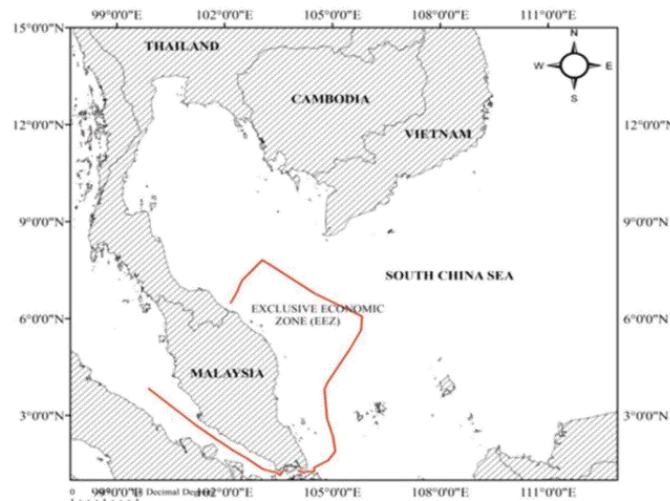 99°0'0"E 102°0'0"E 105°0'0"E 108°0'0"E 111°0'0"E
15°0'0"N
THAILAND
N
W E
S
CAMBODIA
12°0'0"N 12°0'0"N
VIETNAM
9°0'0"N 9°0'0"N
SOUTH CHINA SEA
EXCLUSIVE ECONOMIC
ZONE (EEZ)
6°0'0"N 6°0'0"N
MALAYSIA
3°0'0"N 3°0'0"N
0 Decimal
102°0'0"E 105°0'0"E 108°0'0"E 111°0'0"E